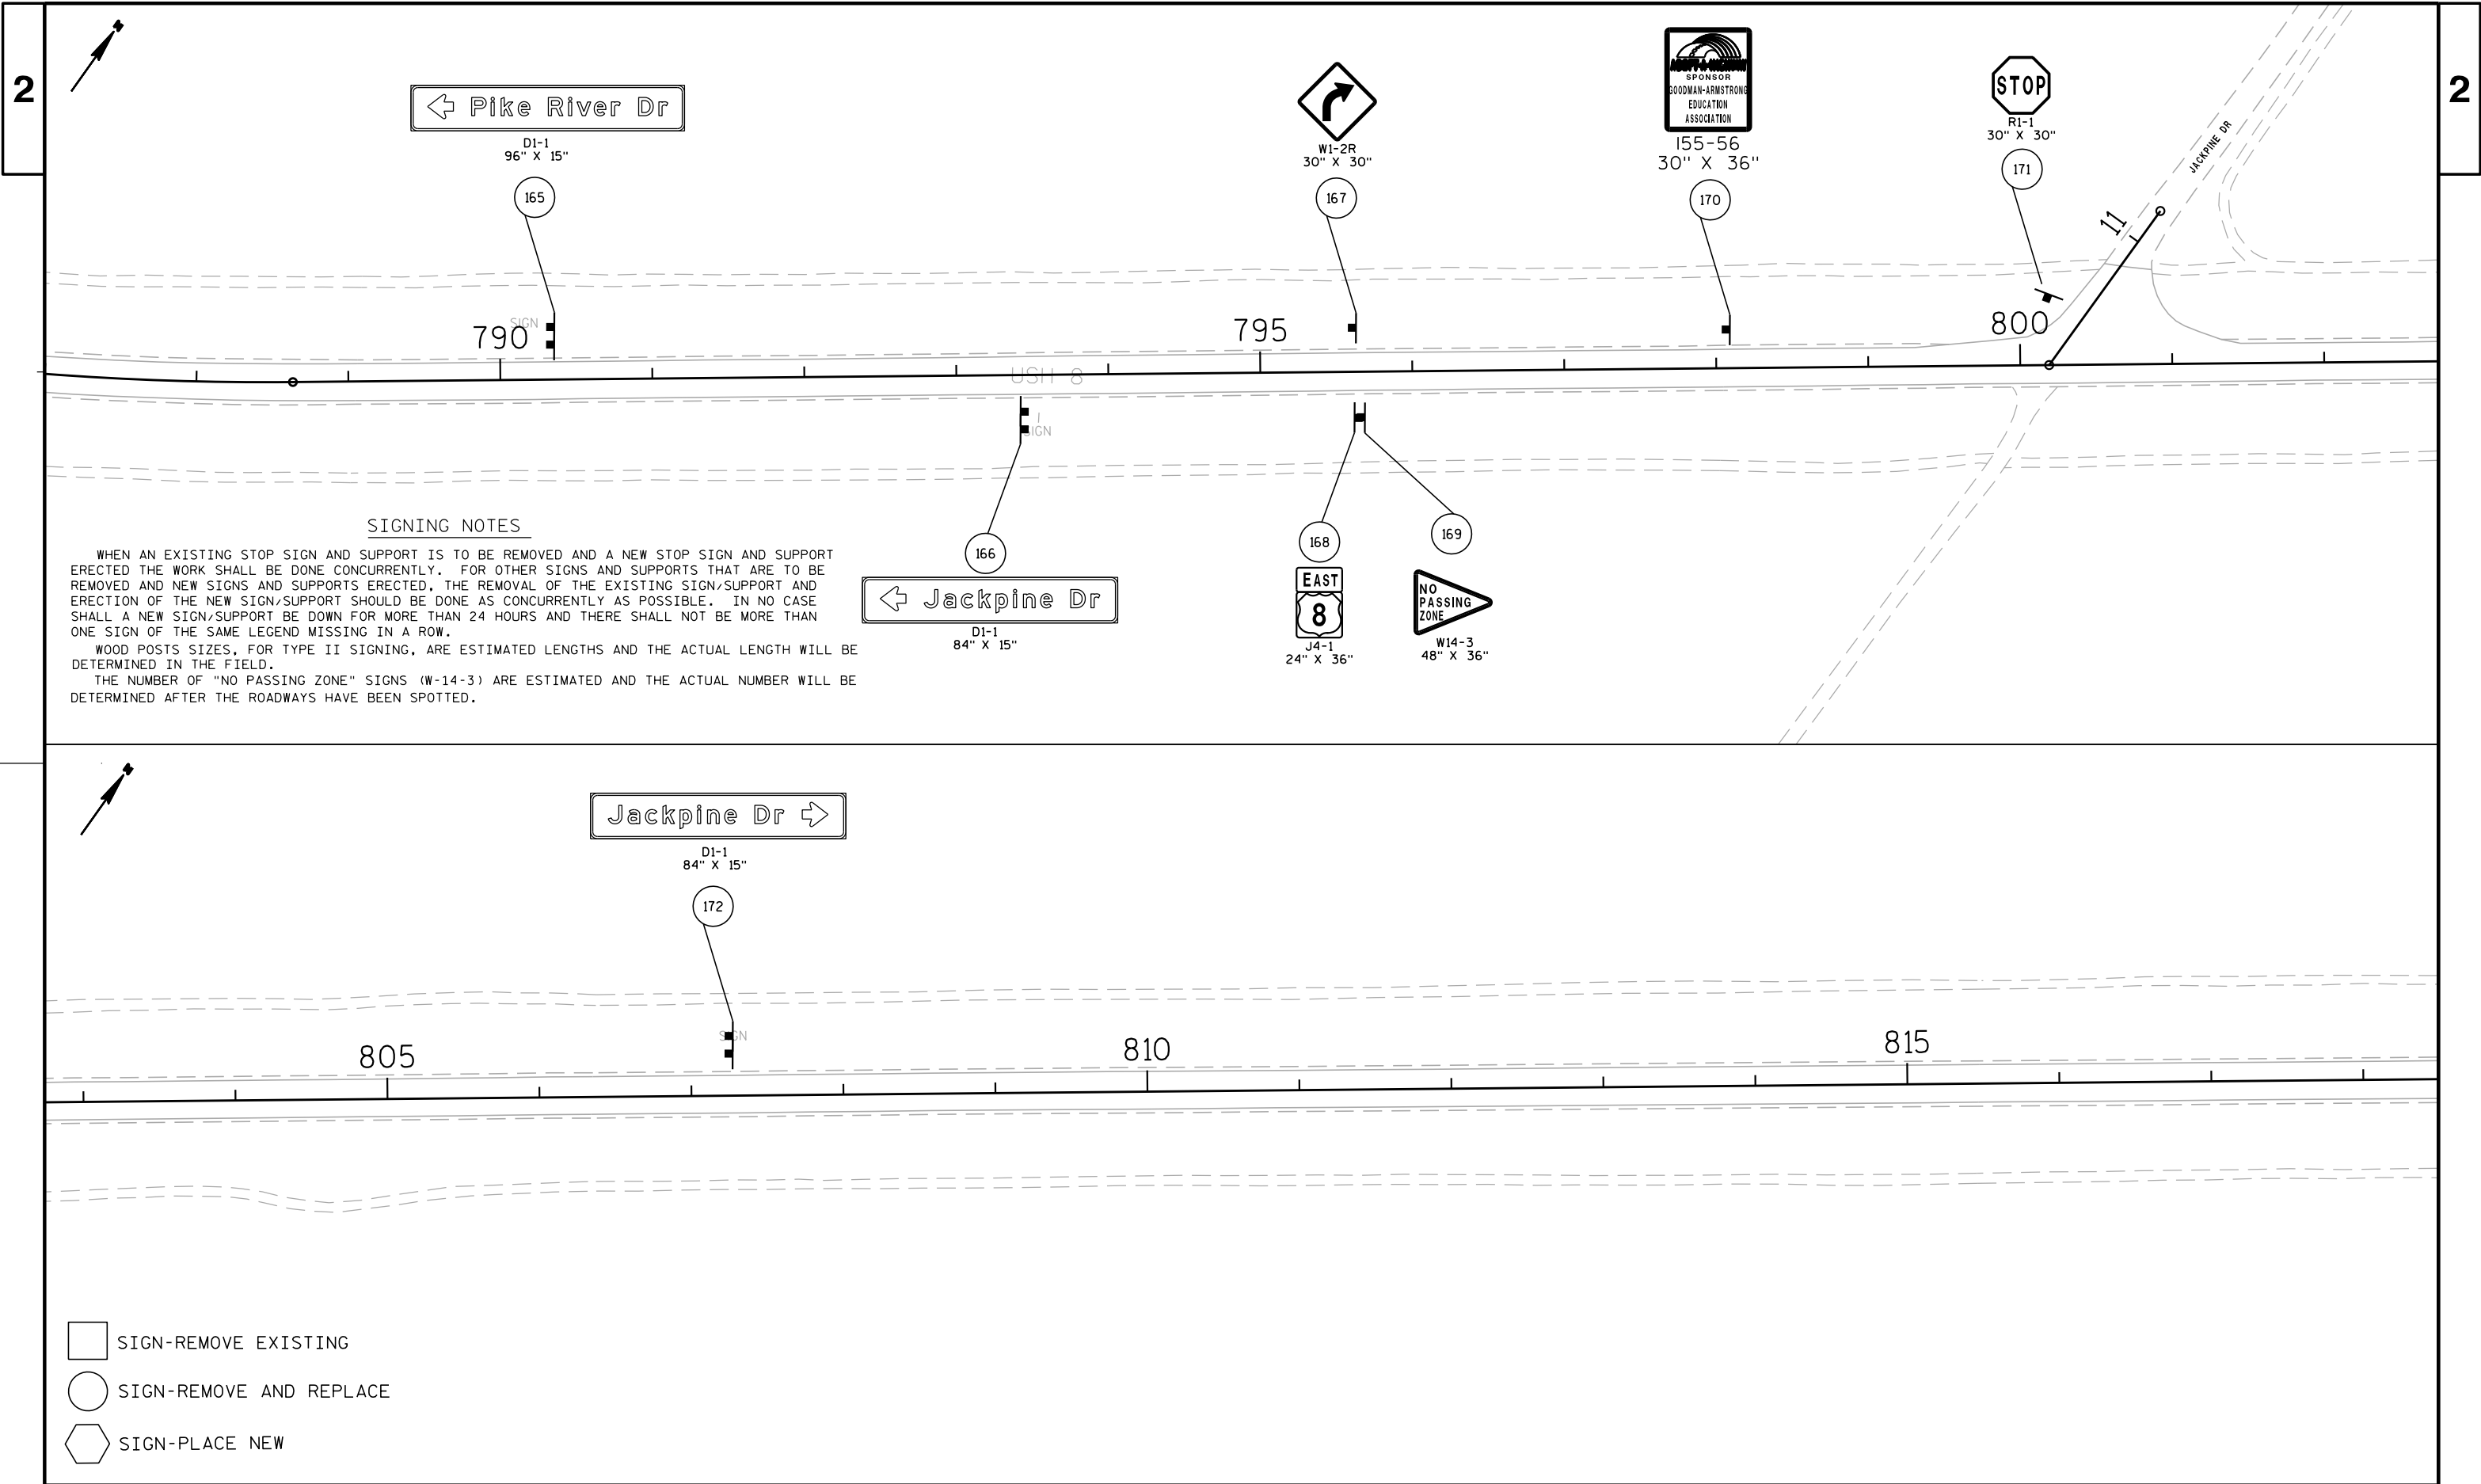 2
2
Pike River Dr
D1-1
96" X 15"
165
W1-2R
30" X 30"
167
ADOPT-A-HIGHWAY
SPONSOR
GOODMAN-ARMSTRONG
EDUCATION
ASSOCIATION
I55-56
30" X 36"
170
STOP
R1-1
30" X 30"
171
JACKPINE DR
11
SIGN
790
795
800
USH 8
SIGN
SIGNING NOTES
WHEN AN EXISTING STOP SIGN AND SUPPORT IS TO BE REMOVED AND A NEW STOP SIGN AND SUPPORT
ERECTED THE WORK SHALL BE DONE CONCURRENTLY. FOR OTHER SIGNS AND SUPPORTS THAT ARE TO BE
REMOVED AND NEW SIGNS AND SUPPORTS ERECTED, THE REMOVAL OF THE EXISTING SIGN/SUPPORT AND
ERECTION OF THE NEW SIGN/SUPPORT SHOULD BE DONE AS CONCURRENTLY AS POSSIBLE. IN NO CASE
SHALL A NEW SIGN/SUPPORT BE DOWN FOR MORE THAN 24 HOURS AND THERE SHALL NOT BE MORE THAN
ONE SIGN OF THE SAME LEGEND MISSING IN A ROW.
WOOD POSTS SIZES, FOR TYPE II SIGNING, ARE ESTIMATED LENGTHS AND THE ACTUAL LENGTH WILL BE
DETERMINED IN THE FIELD.
THE NUMBER OF "NO PASSING ZONE" SIGNS (W-14-3) ARE ESTIMATED AND THE ACTUAL NUMBER WILL BE
DETERMINED AFTER THE ROADWAYS HAVE BEEN SPOTTED.
166
Jackpine Dr
D1-1
84" X 15"
168
EAST
8
J4-1
24" X 36"
169
NO
PASSING
ZONE
W14-3
48" X 36"
Jackpine Dr
D1-1
84" X 15"
172
SIGN
805
810
815
SIGN-REMOVE EXISTING
SIGN-REMOVE AND REPLACE
SIGN-PLACE NEW